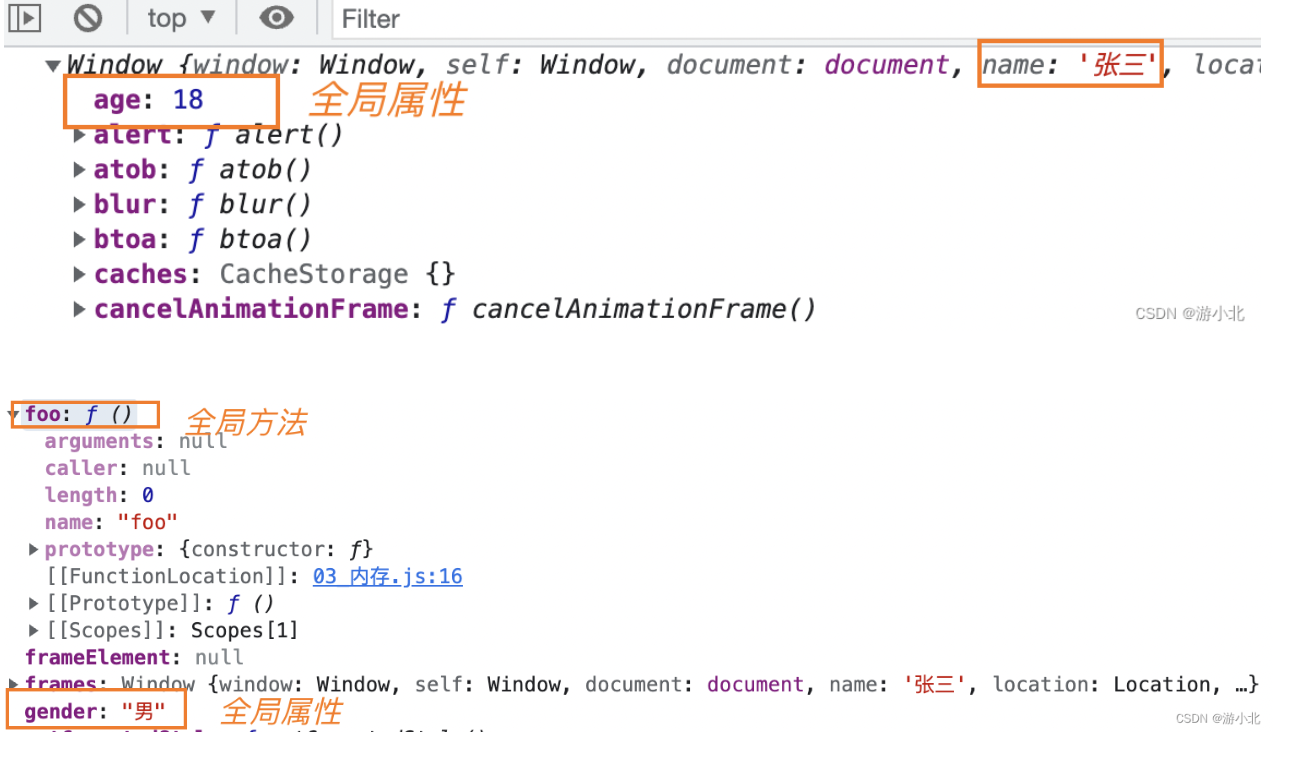 top ▼ Filter
▼Window {window: Window, self: Window, document: document, name: '张三', locat
age: 18 全局属性
▶alert: ƒ alert()
▶atob: ƒ atob()
▶blur: ƒ blur()
▶btoa: ƒ btoa()
▶caches: CacheStorage {}
▶cancelAnimationFrame: ƒ cancelAnimationFrame()
CSDN @游小北
▼foo: ƒ () 全局方法
arguments: null
caller: null
length: 0
name: "foo"
▶prototype: {constructor: ƒ}
[[FunctionLocation]]: 03_内存.js:16
▶[[Prototype]]: ƒ ()
▶[[Scopes]]: Scopes[1]
frameElement: null
▶frames: Window {window: Window, self: Window, document: document, name: '张三', location: Location, …}
gender: "男" 全局属性
CSDN @游小北